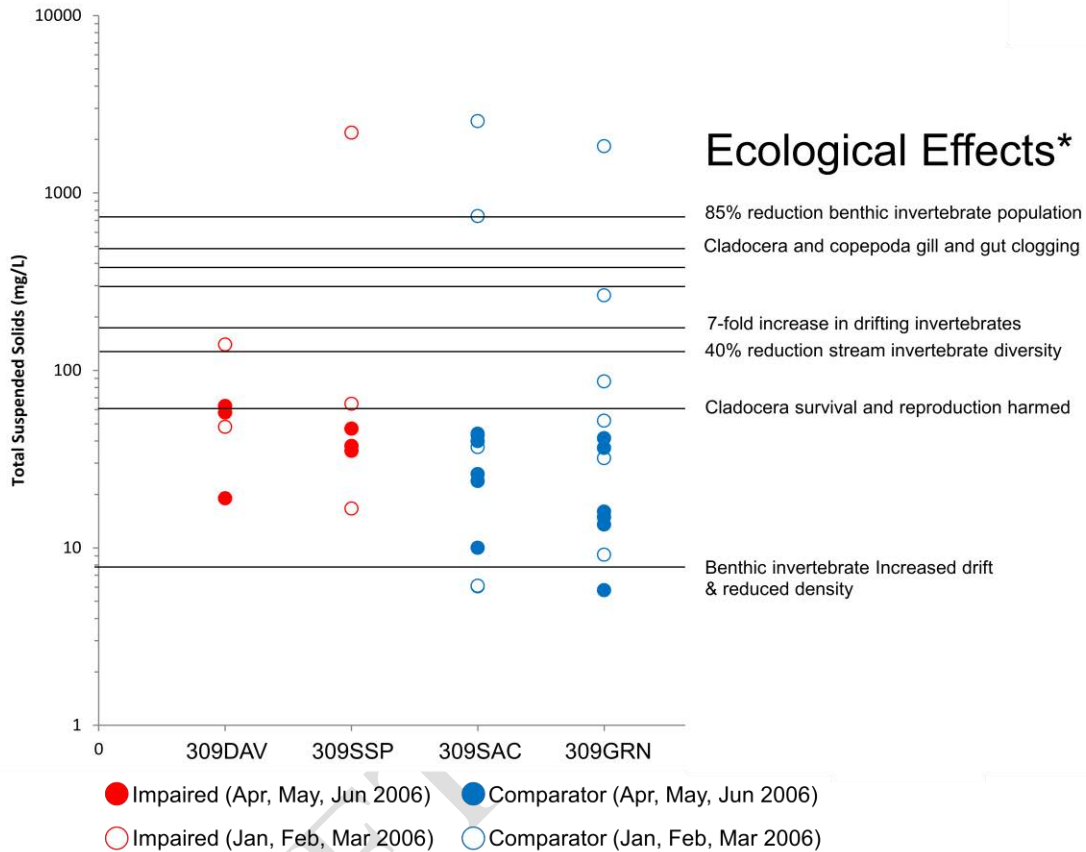 10000
1000
100
10
1
0
Total Suspended Solids (mg/L)
309DAV
309SSP
309SAC
309GRN
Ecological Effects*
85% reduction benthic invertebrate population
Cladocera and copepoda gill and gut clogging
7-fold increase in drifting invertebrates
40% reduction stream invertebrate diversity
Cladocera survival and reproduction harmed
Benthic invertebrate Increased drift
& reduced density
Impaired (Apr, May, Jun 2006)
Comparator (Apr, May, Jun 2006)
Impaired (Jan, Feb, Mar 2006)
Comparator (Jan, Feb, Mar 2006)